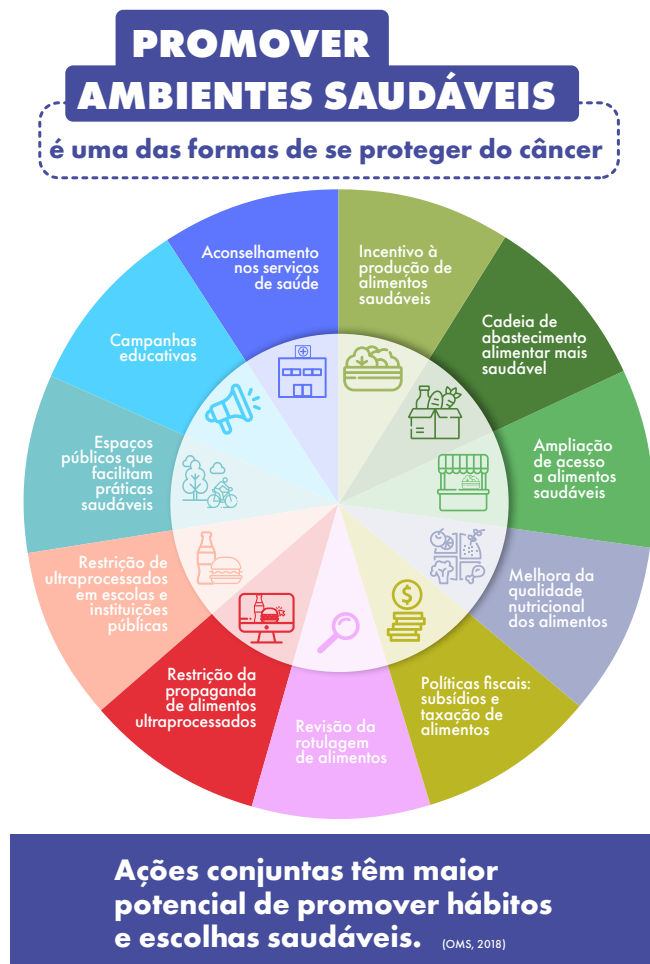 PROMOVER
AMBIENTES SAUDÁVEIS
é uma das formas de se proteger do câncer
Aconselhamento
nos serviços
de saúde
Incentivo à
produção de
alimentos
saudáveis
Cadeia de
abastecimento
alimentar mais
saudável
Ampliação
de acesso
a alimentos
saudáveis
Melhora da
qualidade
nutricional
dos alimentos
Políticas fiscais:
subsídios e
taxação de
alimentos
Revisão da
rotulagem
de alimentos
Restrição da
propaganda
de alimentos
ultraprocessados
Restrição de
ultraprocessados
em escolas e
instituições
públicas
Espaços
públicos que
facilitam
práticas
saudáveis
Campanhas
educativas
$
Ações conjuntas têm maior
potencial de promover hábitos
e escolhas saudáveis. (OMS, 2018)